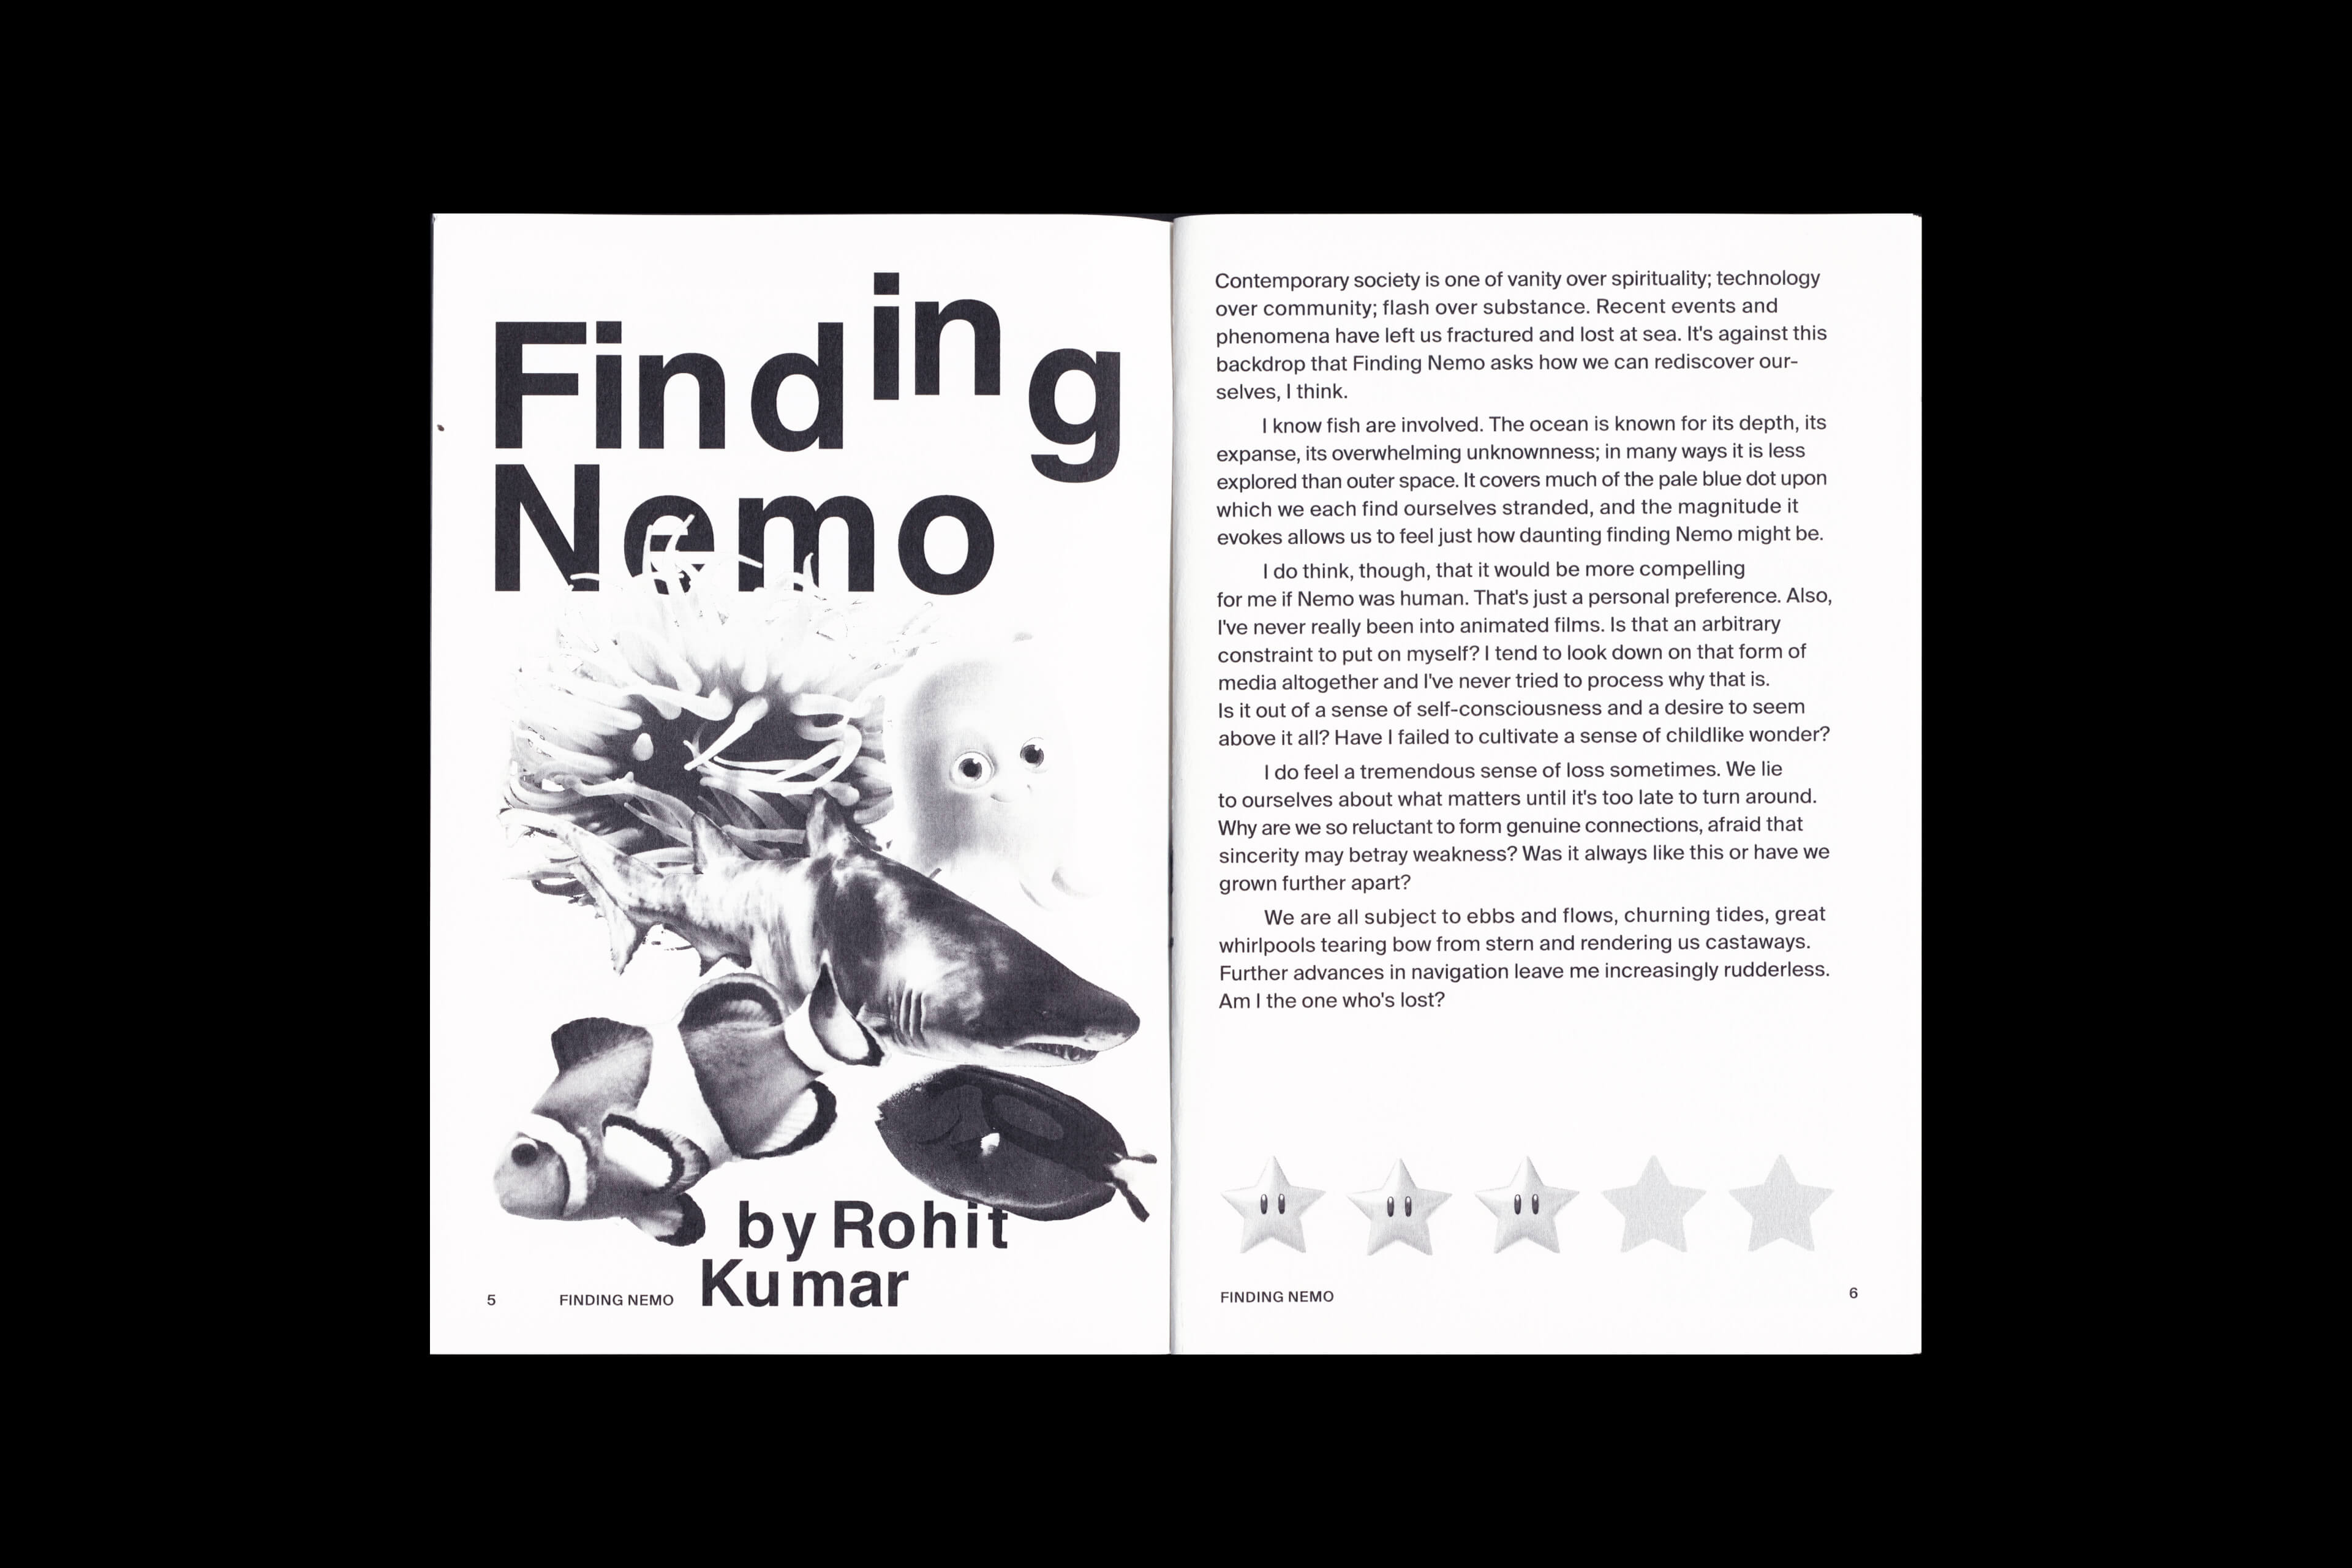 Finding
Nemo
by Rohit
Kumar
5 FINDING NEMO
Contemporary society is one of vanity over spirituality; technology
over community; flash over substance. Recent events and
phenomena have left us fractured and lost at sea. It's against this
backdrop that Finding Nemo asks how we can rediscover our-
selves, I think.
I know fish are involved. The ocean is known for its depth, its
expanse, its overwhelming unknownness; in many ways it is less
explored than outer space. It covers much of the pale blue dot upon
which we each find ourselves stranded, and the magnitude it
evokes allows us to feel just how daunting finding Nemo might be.
I do think, though, that it would be more compelling
for me if Nemo was human. That's just a personal preference. Also,
I've never really been into animated films. Is that an arbitrary
constraint to put on myself? I tend to look down on that form of
media altogether and I've never tried to process why that is.
Is it out of a sense of self-consciousness and a desire to seem
above it all? Have I failed to cultivate a sense of childlike wonder?
I do feel a tremendous sense of loss sometimes. We lie
to ourselves about what matters until it's too late to turn around.
Why are we so reluctant to form genuine connections, afraid that
sincerity may betray weakness? Was it always like this or have we
grown further apart?
We are all subject to ebbs and flows, churning tides, great
whirlpools tearing bow from stern and rendering us castaways.
Further advances in navigation leave me increasingly rudderless.
Am I the one who's lost?
FINDING NEMO 6